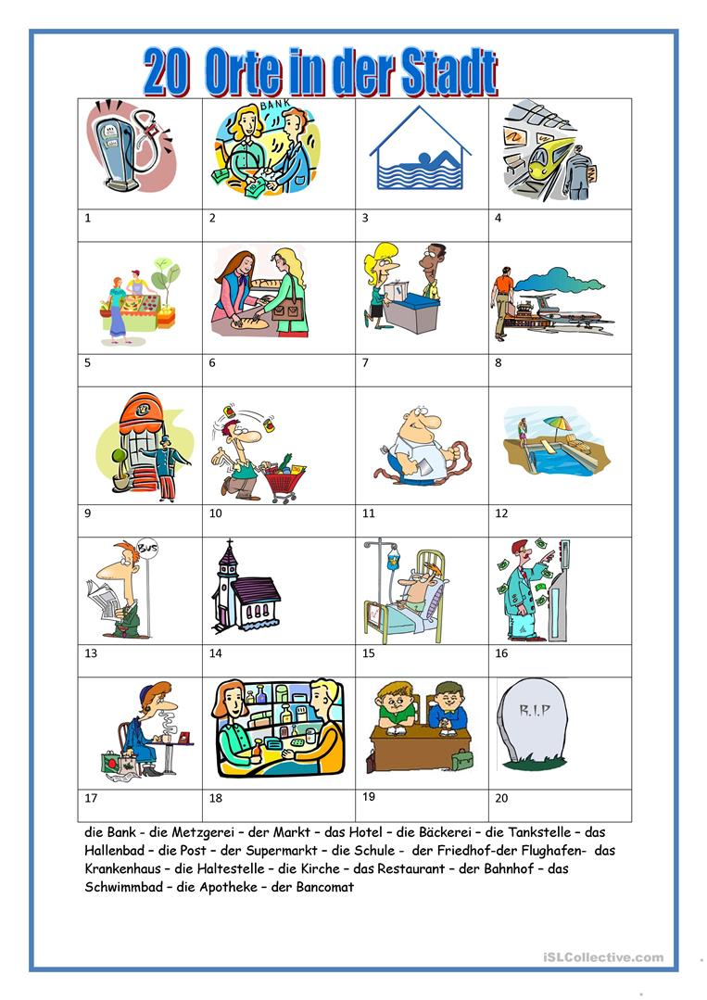 20 Orte in der Stadt
BANK
1 2 3 4
5 6 7 8
9 10 11 12
BUS
13 14 15 16
R.I.P
17 18 19 20
die Bank - die Metzgerei – der Markt – das Hotel – die Bäckerei – die Tankstelle – das
Hallenbad – die Post – der Supermarkt – die Schule - der Friedhof-der Flughafen- das
Krankenhaus – die Haltestelle – die Kirche – das Restaurant – der Bahnhof – das
Schwimmbad – die Apotheke – der Bancomat
iSLCollective.com